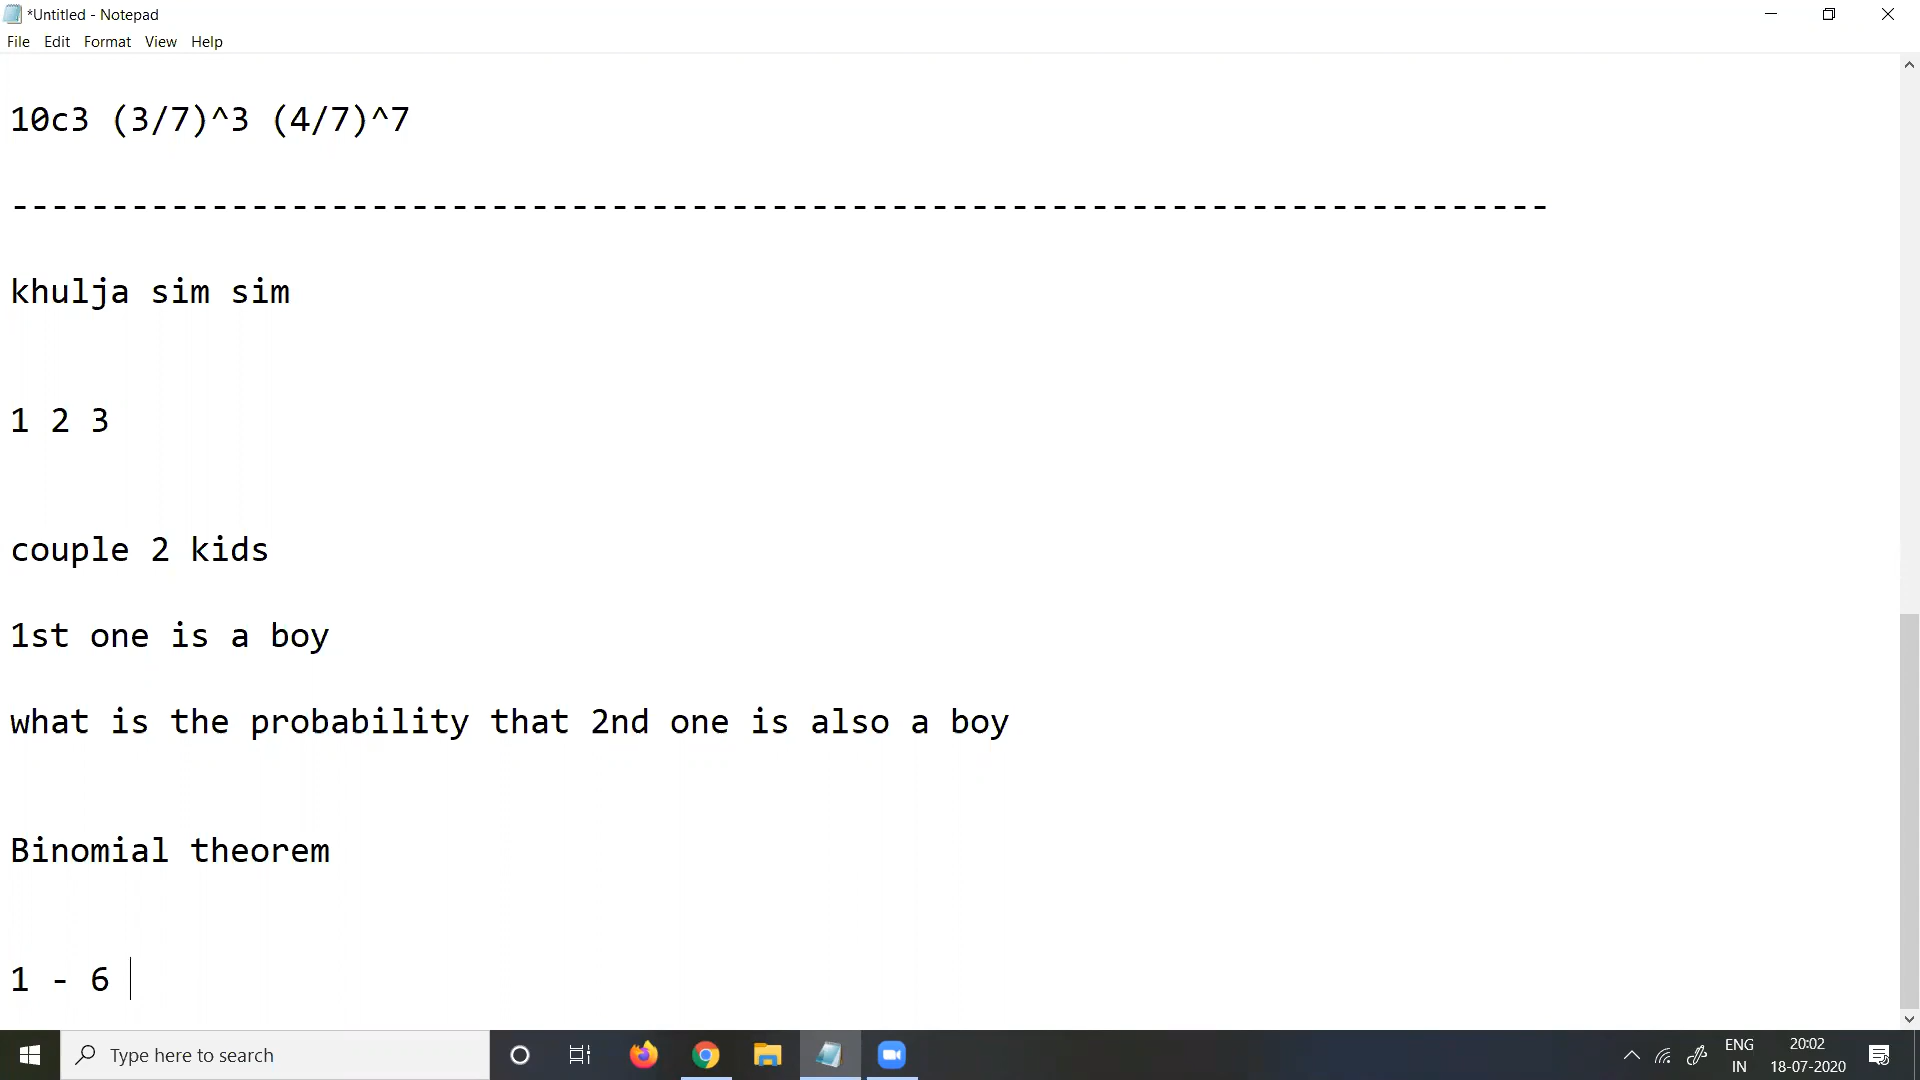 *Untitled - Notepad
File Edit Format View Help
10c3 (3/7)^3 (4/7)^7
-----------------------------------------------------------------------------
khulja sim sim
1 2 3
couple 2 kids
1st one is a boy
what is the probability that 2nd one is also a boy
Binomial theorem
1 - 6
Type here to search
ENG
IN
20:02
18-07-2020